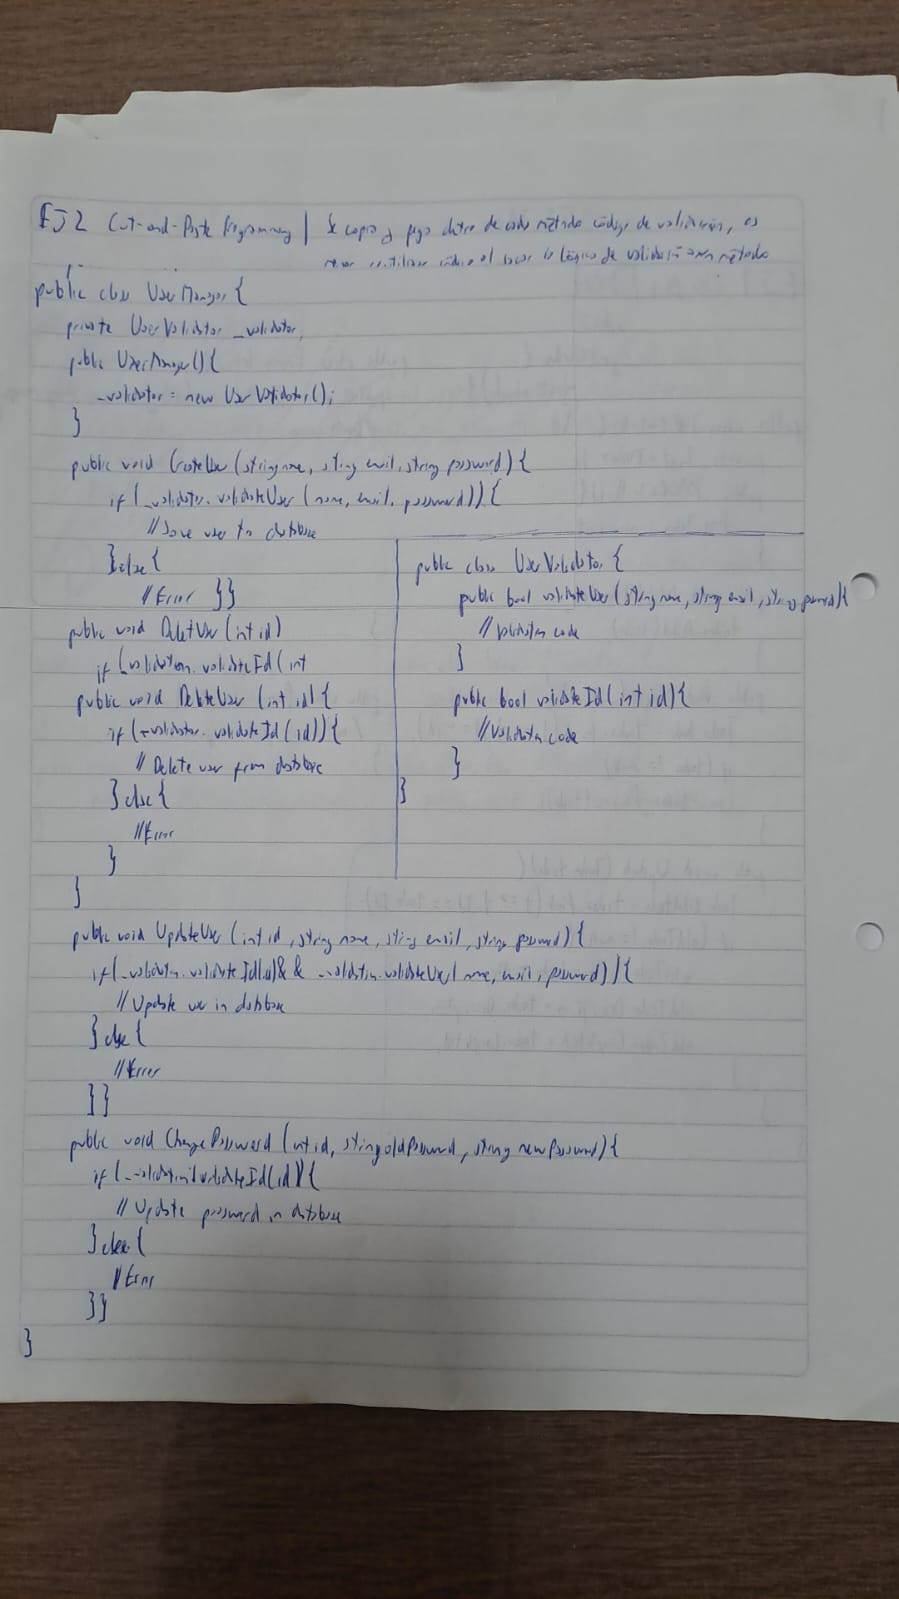 EJ2 Cut-and-Paste Programming | Se copia y pega dentro de cada método código de validación, es
mejor reutilizar código al sacar la lógica de validación método
public class UserManager {
private UserValidator _validator;
public UserManager(){
_validator = new UserValidator();
}
public void CreateUser (string name, string email, string password){
if (_validator.validateUser (name, email, password)){
// Save user to database
}else{
// Error }}
public void DeletUser (int id)
if (_validator.validateId (int
public void DeleteUser (int id){
if (_validator.validateId (id)){
// Delete user from database
}else{
// Error
}
}
public class UserValidator {
public bool validateUser (string name, string email, string password){
// Validation code
}
public bool validateId (int id){
// Validation code
}
}
public void UpdateUser (int id, string name, string email, string password){
if (_validator.validateId(id)&& _validator.validateUser( name, email, password)){
// Update user in database
}else{
// Error
}}
public void ChangePassword (int id, string oldPassword, string newPassword){
if (_validator.validateId(id)){
// Update password in database
}else{
// Error
}}
}